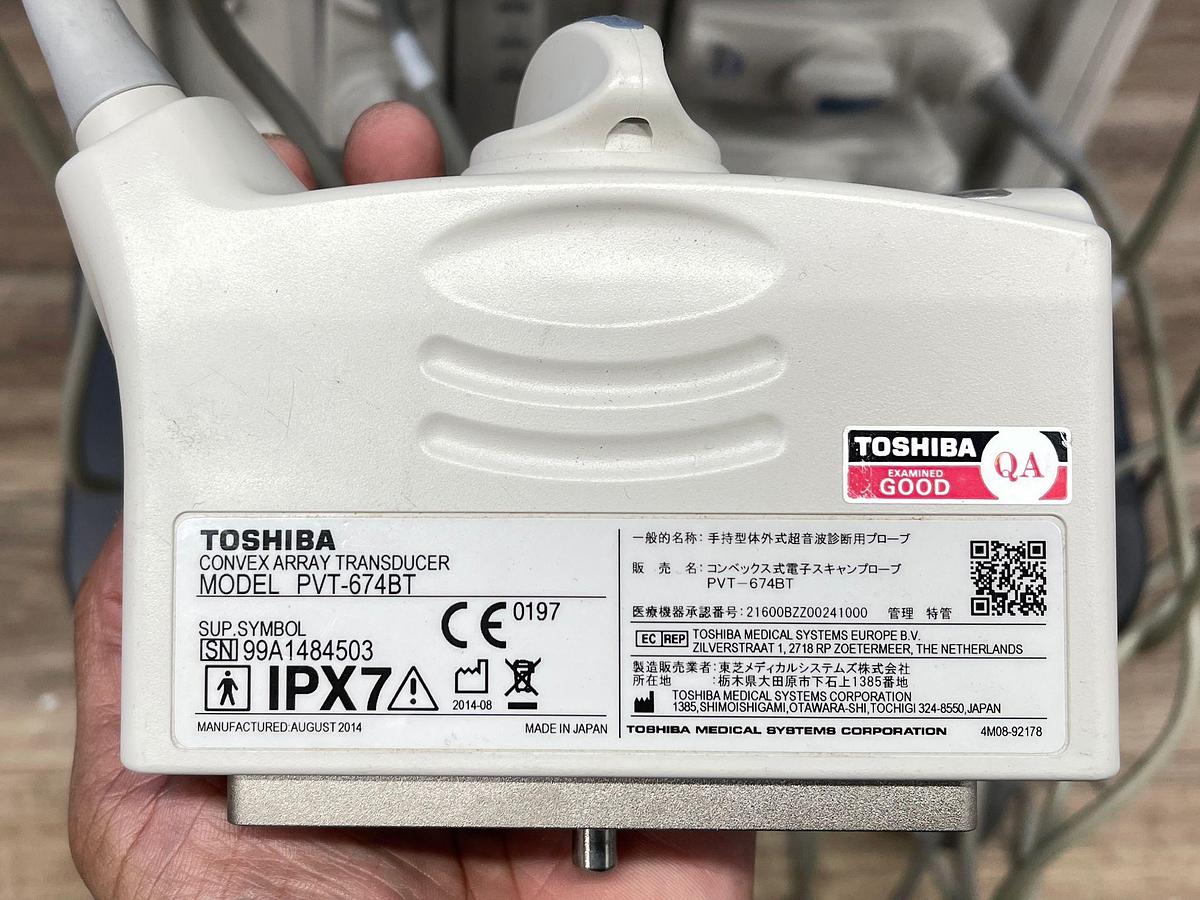 TOSHIBA
EXAMINED
GOOD
QA
TOSHIBA
CONVEX ARRAY TRANSDUCER
MODEL PVT-674BT
CE 0197
SUP.SYMBOL
SN 99A1484503
IPX7
2014-08
MANUFACTURED:AUGUST 2014
MADE IN JAPAN
一般的名称: 手持型体外式超音波診断用プローブ
販 売 名: コンベックス式電子スキャンプローブ
PVT-674BT
医療機器承認番号: 21600BZZ00241000 管理 特管
EC REP TOSHIBA MEDICAL SYSTEMS EUROPE B.V.
ZILVERSTRAAT 1, 2718 RP ZOETERMEER, THE NETHERLANDS
製造販売業者:東芝メディカルシステムズ株式会社
所在地 :栃木県大田原市下石上1385番地
TOSHIBA MEDICAL SYSTEMS CORPORATION
1385,SHIMOISHIGAMI,OTAWARA-SHI,TOCHIGI 324-8550,JAPAN
TOSHIBA MEDICAL SYSTEMS CORPORATION
4M08-92178